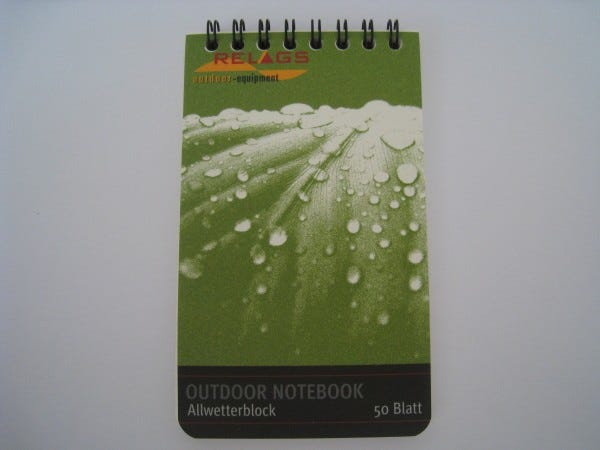 RELAGS
outdoor-equipment
OUTDOOR NOTEBOOK
Allwetterblock 50 Blatt